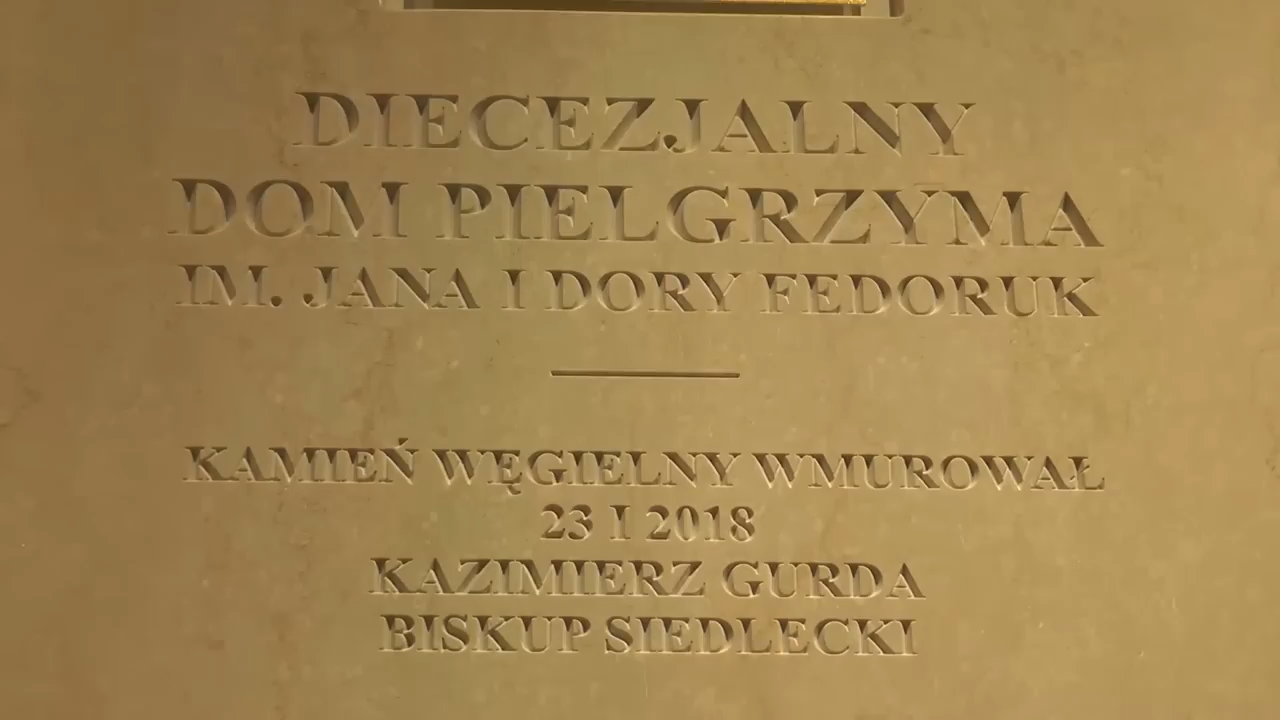 DIECEZJALNY
DOM PIELGRZYMA
IM. JANA I DORY FEDORUK
KAMIEŃ WĘGIELNY WMUROWAŁ
23 I 2018
KAZIMIERZ GURDA
BISKUP SIEDLECKI